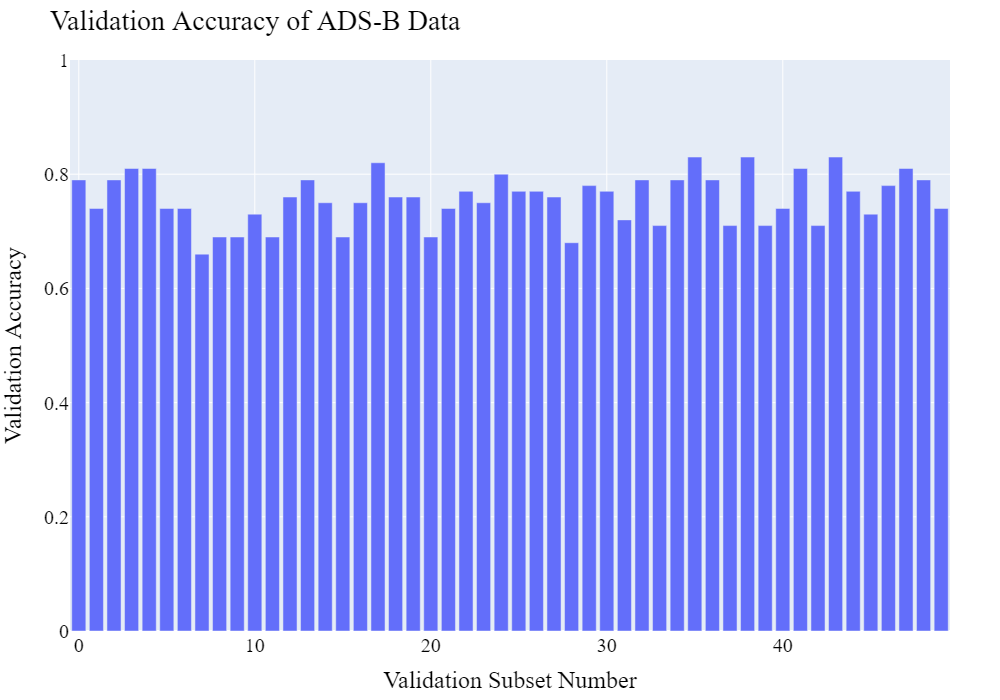 Validation Accuracy of ADS-B Data
1
0.8
0.6
0.4
0.2
0
Validation Accuracy
0 10 20 30 40
Validation Subset Number